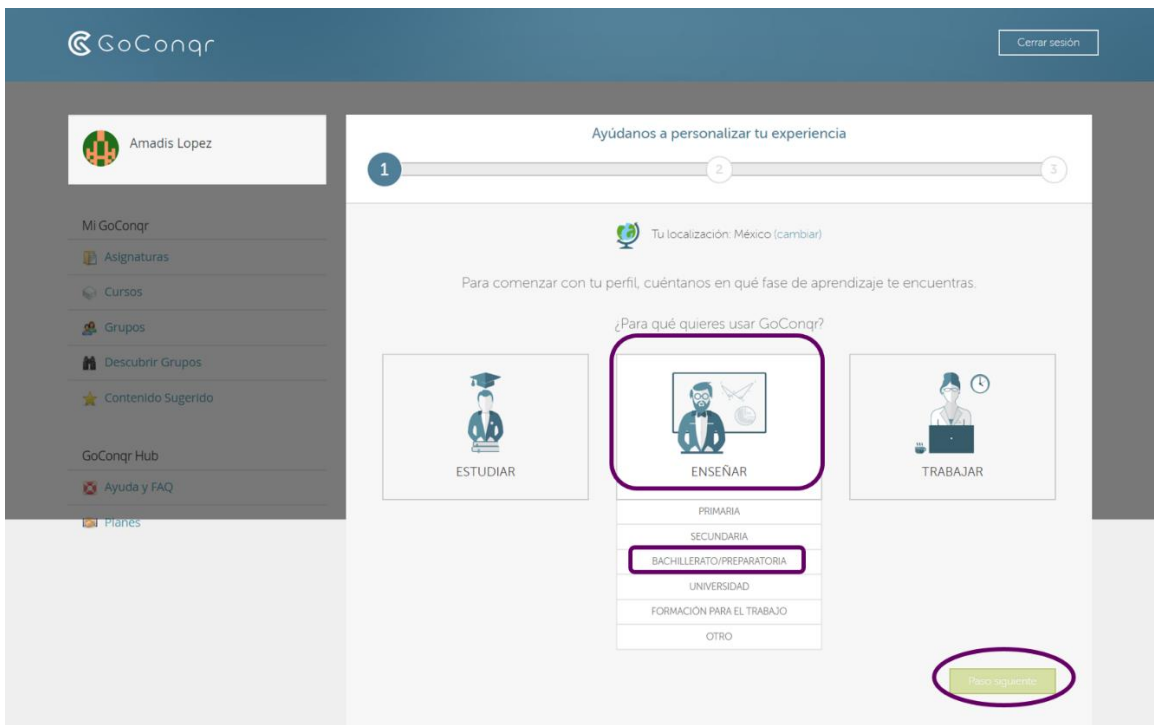 GoConqr
Cerrar sesión
Amadis Lopez
Mi GoConqr
Asignaturas
Cursos
Grupos
Descubrir Grupos
Contenido Sugerido
GoConqr Hub
Ayuda y FAQ
Planes
Ayúdanos a personalizar tu experiencia
1 2 3
Tu localización: México (cambiar)
Para comenzar con tu perfil, cuéntanos en qué fase de aprendizaje te encuentras.
¿Para qué quieres usar GoConqr?
ESTUDIAR
ENSEÑAR
TRABAJAR
PRIMARIA
SECUNDARIA
BACHILLERATO/PREPARATORIA
UNIVERSIDAD
FORMACIÓN PARA EL TRABAJO
OTRO
Paso siguiente